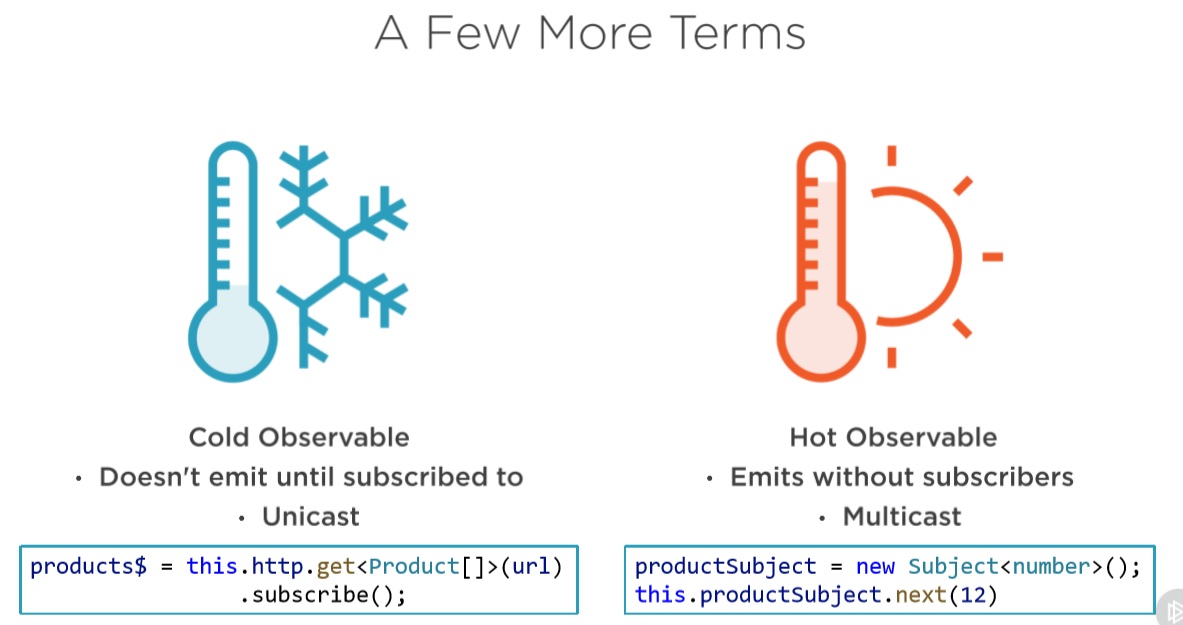 A Few More Terms
Cold Observable
• Doesn't emit until subscribed to
• Unicast
products$ = this.http.get<Product[]>(url)
.subscribe();
Hot Observable
• Emits without subscribers
• Multicast
productSubject = new Subject<number>();
this.productSubject.next(12)